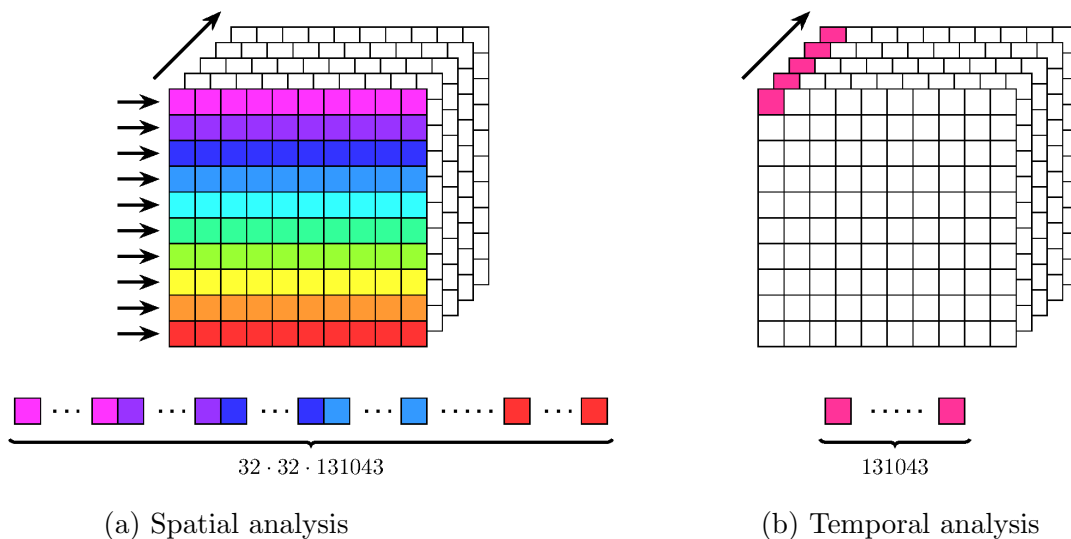 32 · 32 · 131043
131043
(a) Spatial analysis
(b) Temporal analysis